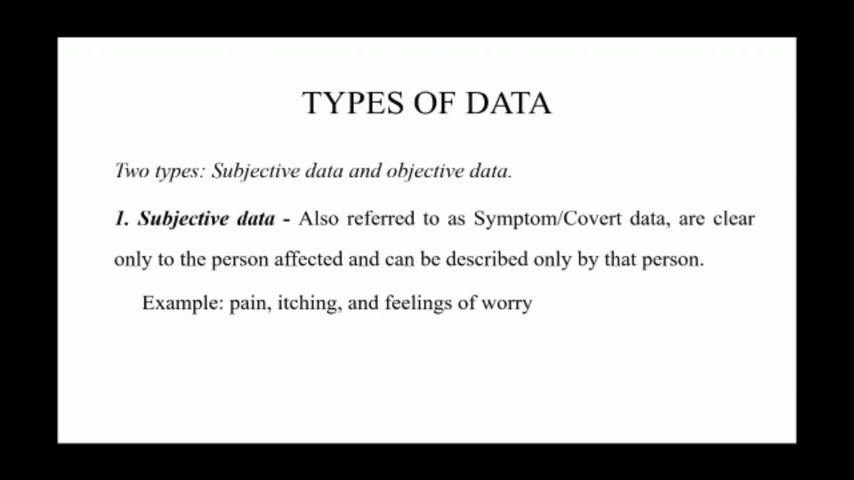 TYPES OF DATA
Two types: Subjective data and objective data.
1. Subjective data - Also referred to as Symptom/Covert data, are clear
only to the person affected and can be described only by that person.
Example: pain, itching, and feelings of worry